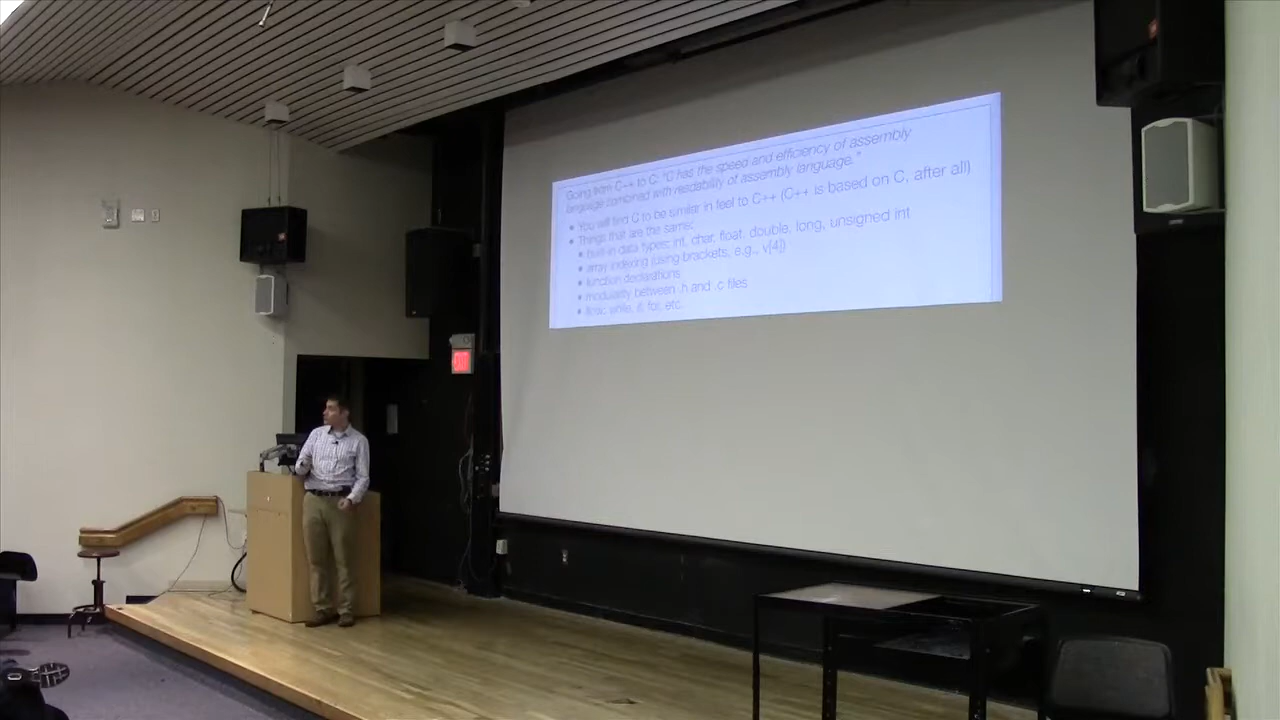 Going from C++ to C: "C has the speed and efficiency of assembly
language combined with readability of assembly language."
• You will find C to be similar in feel to C++ (C++ is based on C, after all)
• Things that are the same:
• built-in data types: int, char, float, double, long, unsigned int
• array indexing (using brackets, e.g., v[4])
• function declarations
• modularity between .h and .c files
• Basic while, if, for, etc.
EXIT